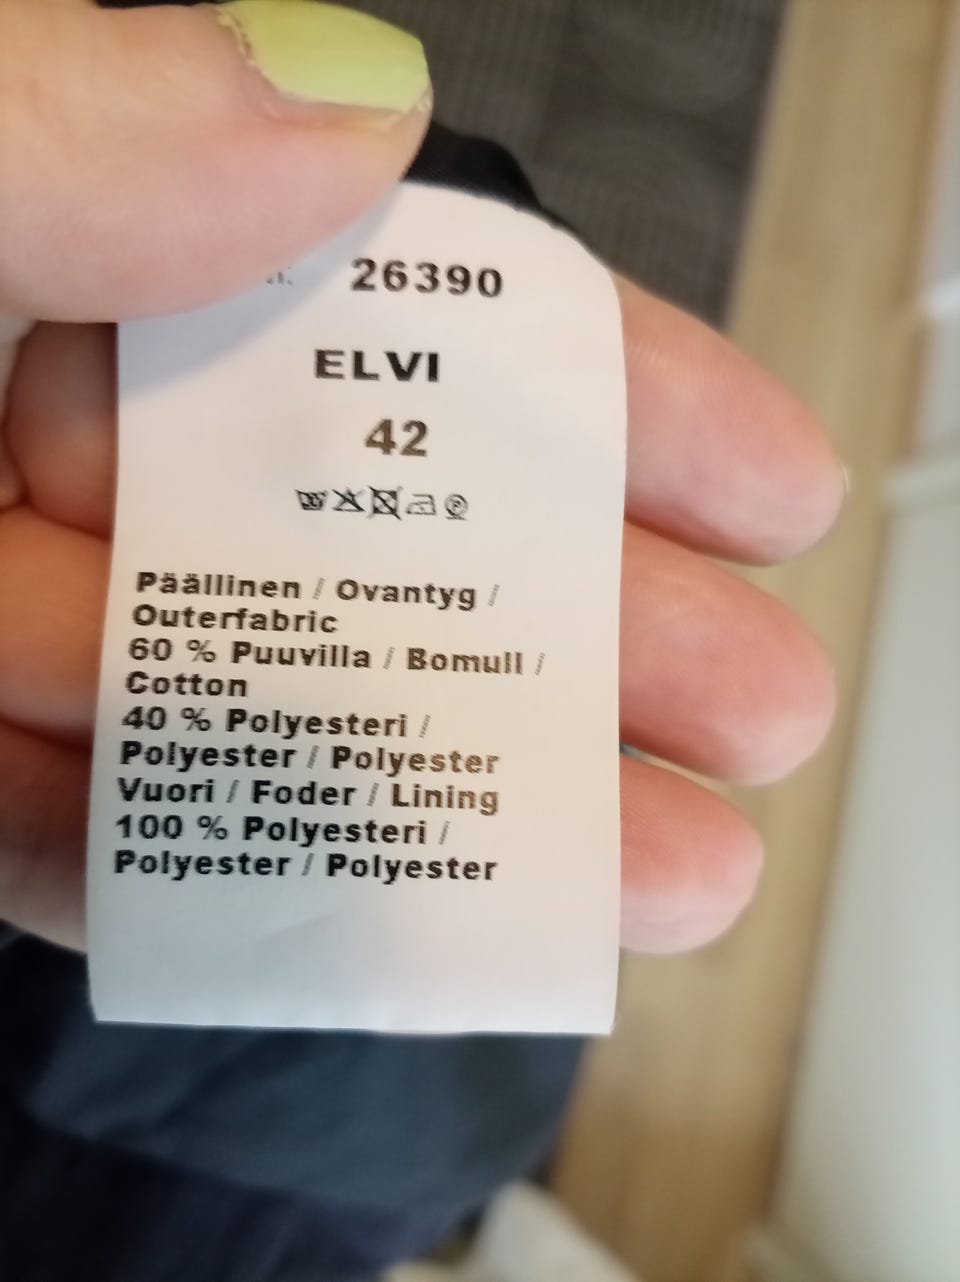 26390
ELVI
42
Päällinen / Ovantyg /
Outerfabric
60 % Puuvilla / Bomull /
Cotton
40 % Polyesteri /
Polyester / Polyester
Vuori / Foder / Lining
100 % Polyesteri /
Polyester / Polyester